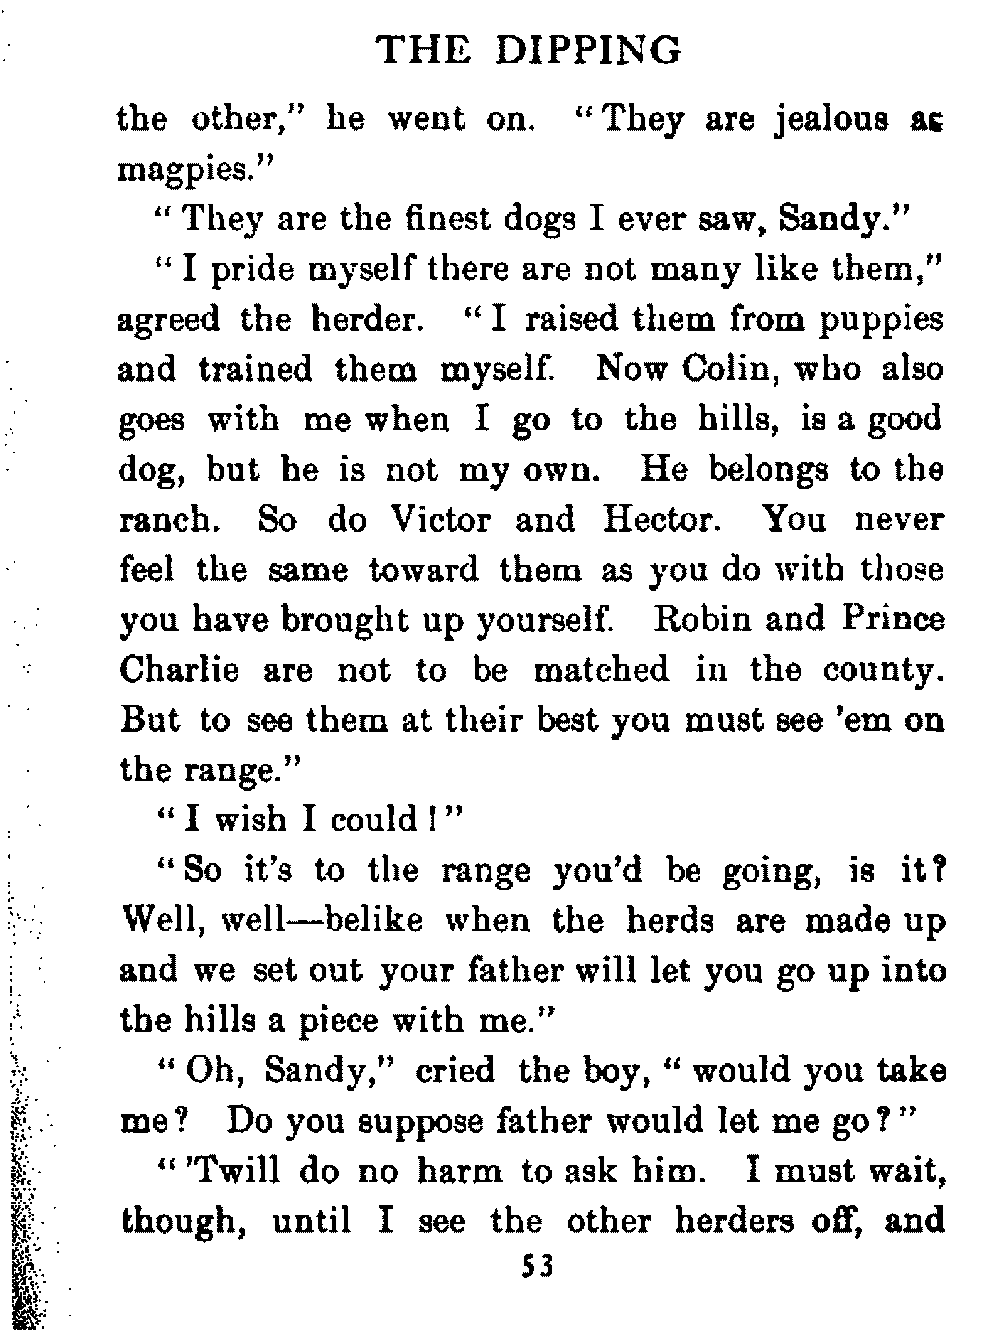 THE DIPPING
the other," he went on. "They are jealous as
magpies."
"They are the finest dogs I ever saw, Sandy."
"I pride myself there are not many like them,"
agreed the herder. "I raised them from puppies
and trained them myself. Now Colin, who also
goes with me when I go to the hills, is a good
dog, but he is not my own. He belongs to the
ranch. So do Victor and Hector. You never
feel the same toward them as you do with those
you have brought up yourself. Robin and Prince
Charlie are not to be matched in the county.
But to see them at their best you must see 'em on
the range."
"I wish I could!"
"So it's to the range you'd be going, is it?
Well, well—belike when the herds are made up
and we set out your father will let you go up into
the hills a piece with me."
"Oh, Sandy," cried the boy, "would you take
me? Do you suppose father would let me go?"
"'Twill do no harm to ask him. I must wait,
though, until I see the other herders off, and
53